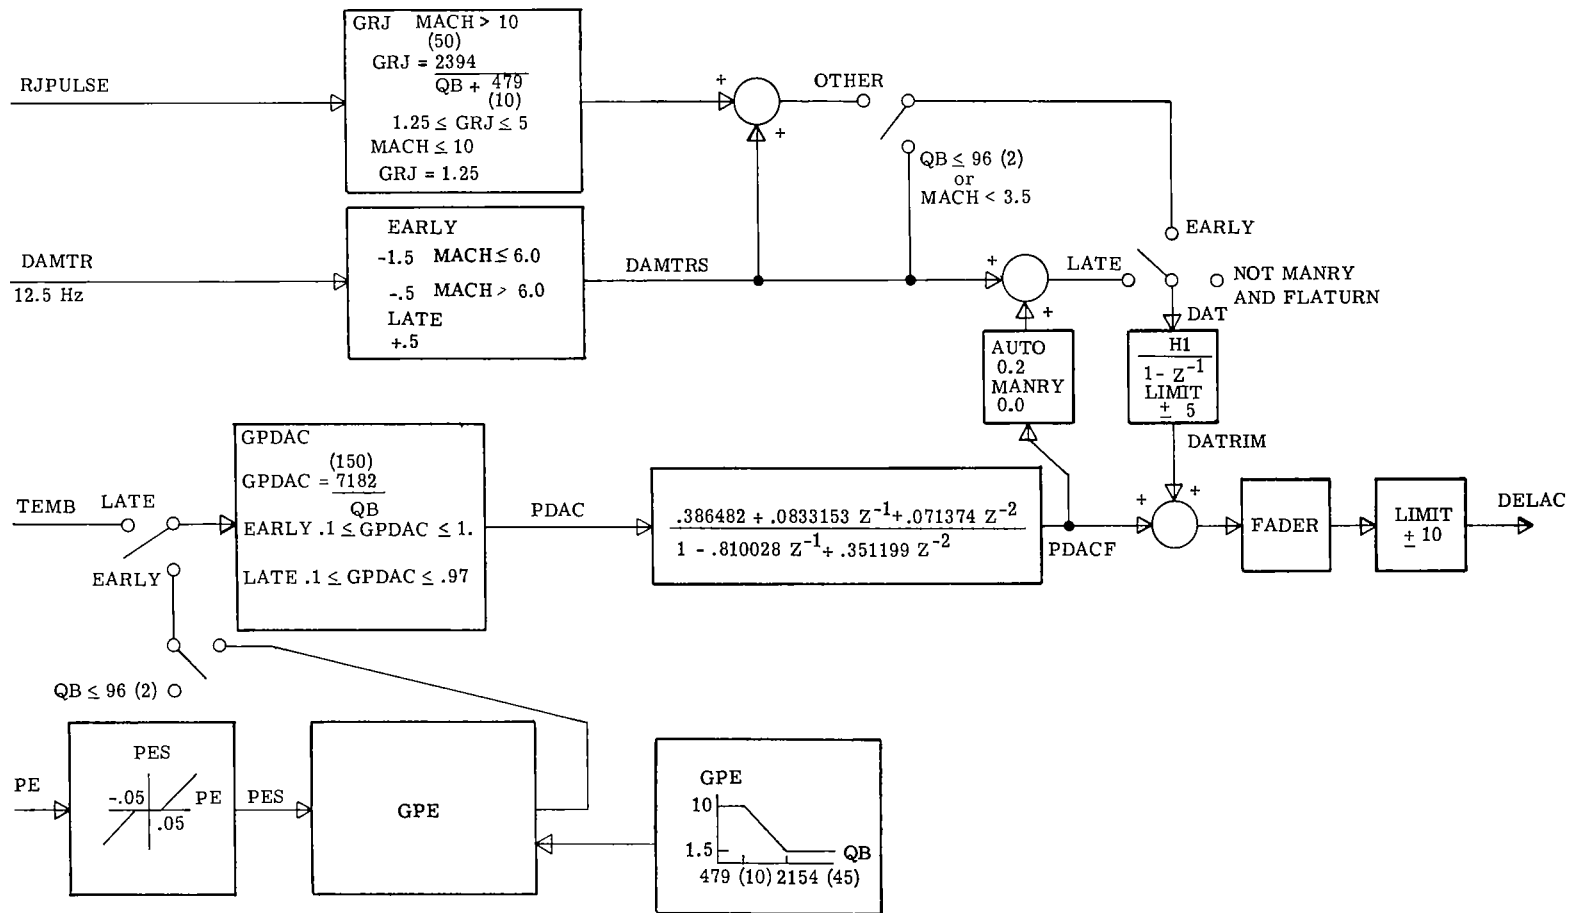 GRJ MACH > 10
(50)
GRJ = 2394
QB + 479
(10)
1.25 ≤ GRJ ≤ 5
MACH ≤ 10
GRJ = 1.25
RJPULSE
+
+
OTHER
QB ≤ 96 (2)
or
MACH < 3.5
EARLY
-1.5 MACH ≤ 6.0
-.5 MACH > 6.0
LATE
+.5
DAMTR
12.5 Hz
DAMTRS
+
+
LATE
EARLY
NOT MANRY
AND FLATURN
DAT
AUTO
0.2
MANRY
0.0
H1
1 - Z-1
LIMIT
± 5
DATRIM
GPDAC
(150)
GPDAC = 7182
QB
EARLY .1 ≤ GPDAC ≤ 1.
LATE .1 ≤ GPDAC ≤ .97
TEMB
LATE
EARLY
PDAC
.386482 + .0833153 Z-1 + .071374 Z-2
1 - .810028 Z-1 + .351199 Z-2
PDACF
+
+
FADER
LIMIT
± 10
DELAC
QB ≤ 96 (2)
PES
PE
-.05
PE
.05
PES
GPE
GPE
10
1.5
QB
479 (10) 2154 (45)